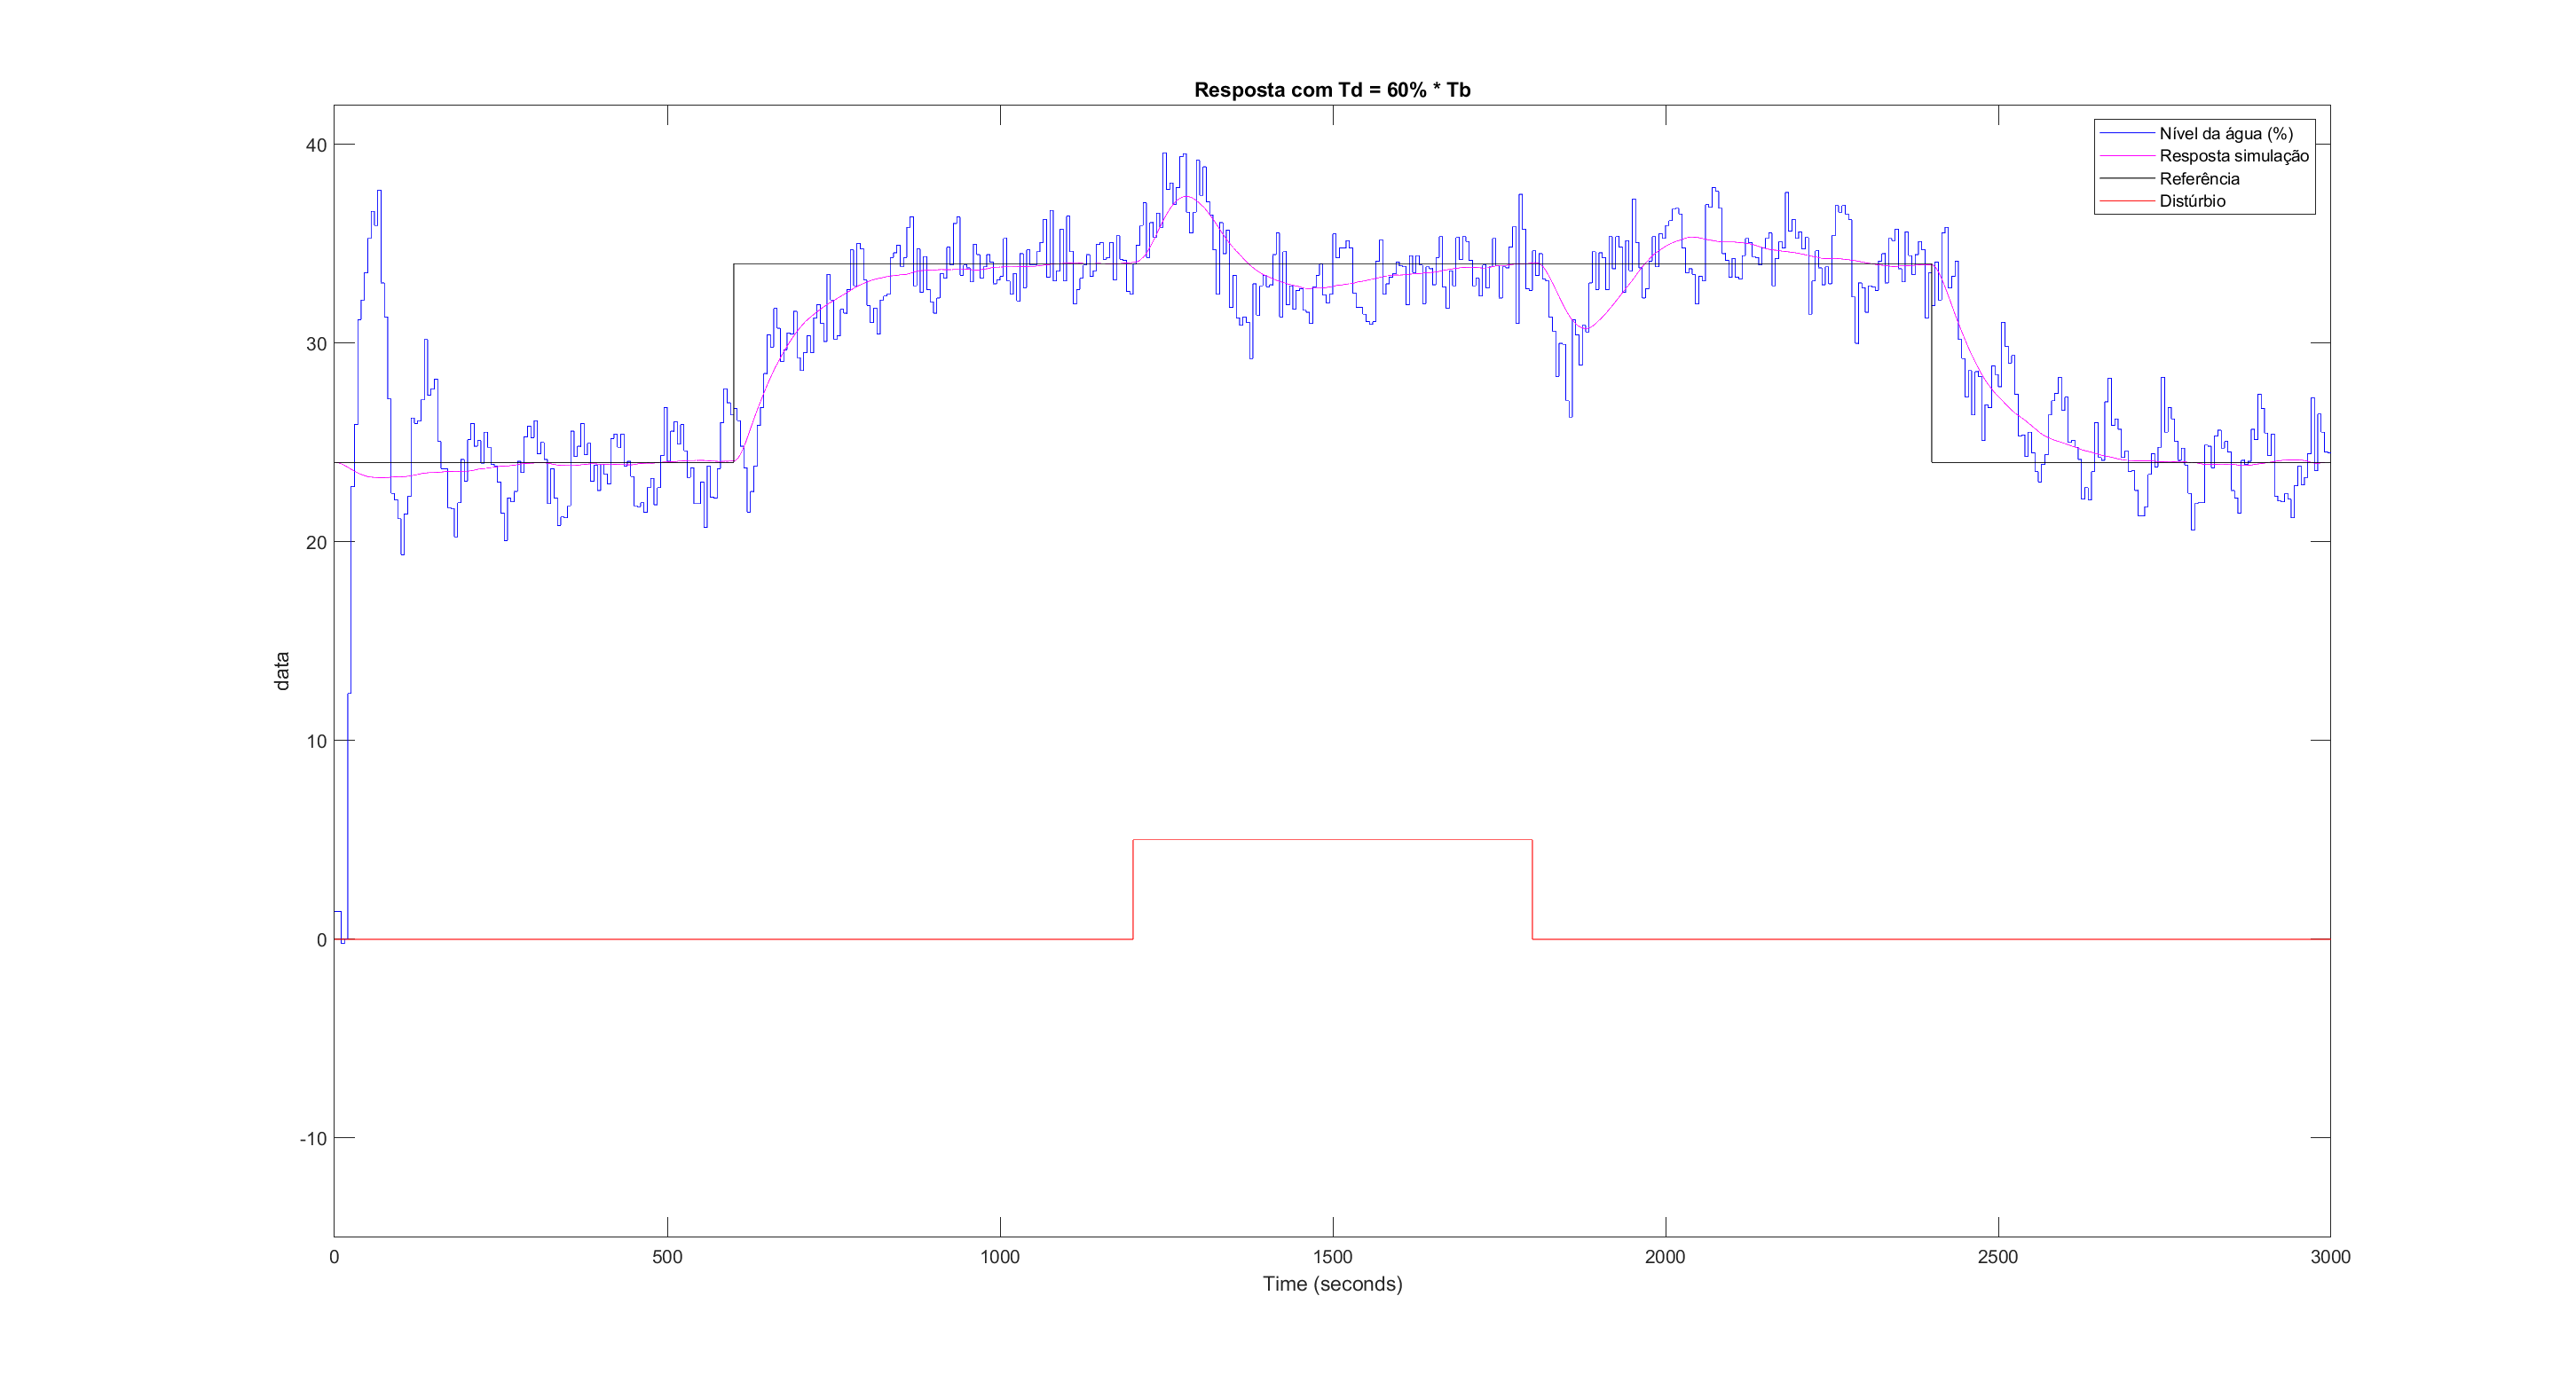 Resposta com Td = 60% * Tb
Nível da água (%)
Resposta simulação
Referência
Distúrbio
40
30
20
10
0
-10
data
0 500 1000 1500 2000 2500 3000
Time (seconds)